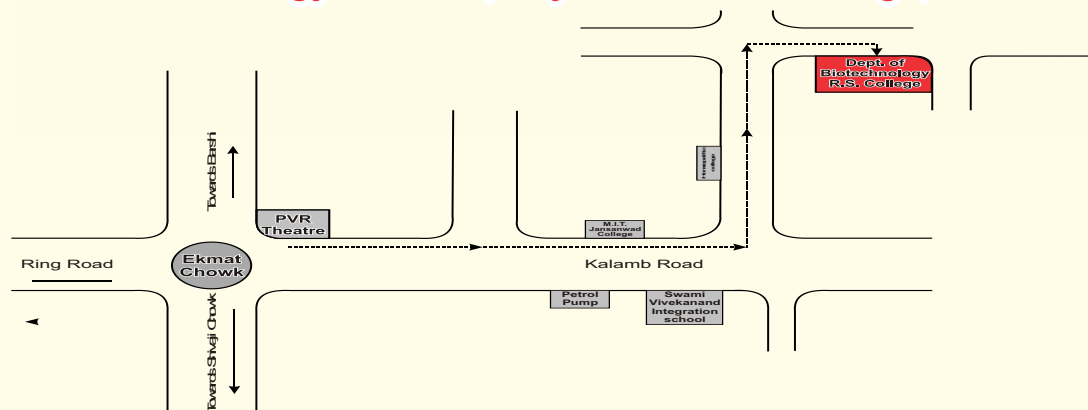 Dept. of
Biotechnology
R.S. College
Towards Barshi
college
PVR
Theatre
M.I.T.
Jansanwad
College
Ekmat
Chowk
Ring Road
Kalamb Road
Petrol
Pump
Swami
Vivekanand
Integration
school
Towards Shivaji Chowk